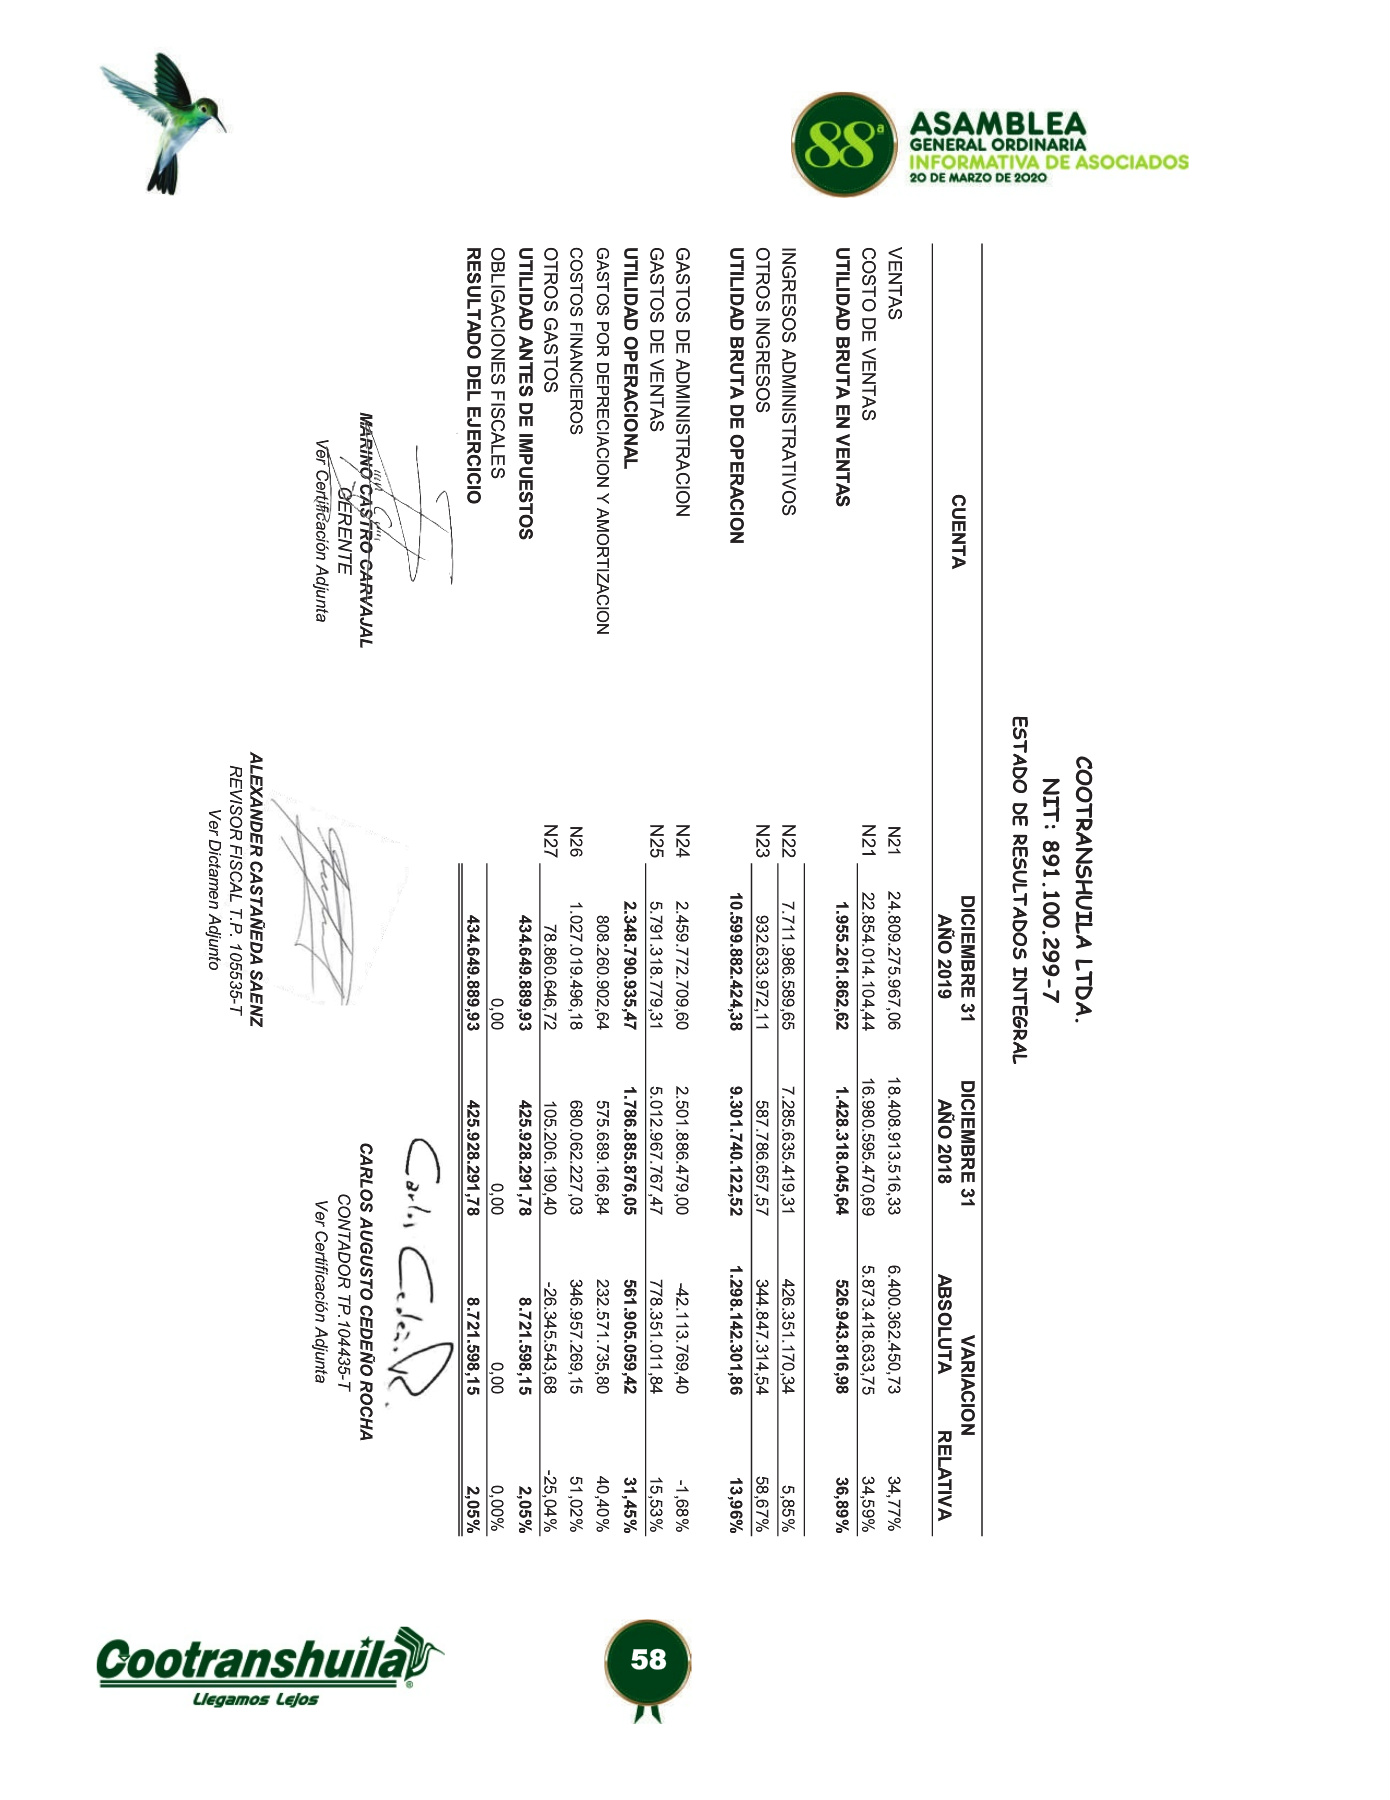 88ª
ASAMBLEA
GENERAL ORDINARIA
INFORMATIVA DE ASOCIADOS
20 DE MARZO DE 2020
COOTRANSHUILA LTDA.
NIT: 891.100.299-7
ESTADO DE RESULTADOS INTEGRAL
CUENTA DICIEMBRE 31 DICIEMBRE 31 VARIACION
AÑO 2019 AÑO 2018 ABSOLUTA RELATIVA
VENTAS N21 24.809.275.967,06 18.408.913.516,33 6.400.362.450,73 34,77%
COSTO DE VENTAS N21 22.854.014.104,44 16.980.595.470,69 5.873.418.633,75 34,59%
UTILIDAD BRUTA EN VENTAS 1.955.261.862,62 1.428.318.045,64 526.943.816,98 36,89%
INGRESOS ADMINISTRATIVOS N22 7.711.986.589,65 7.285.635.419,31 426.351.170,34 5,85%
OTROS INGRESOS N23 932.633.972,11 587.786.657,57 344.847.314,54 58,67%
UTILIDAD BRUTA DE OPERACION 10.599.882.424,38 9.301.740.122,52 1.298.142.301,86 13,96%
GASTOS DE ADMINISTRACION N24 2.459.772.709,60 2.501.886.479,00 -42.113.769,40 -1,68%
GASTOS DE VENTAS N25 5.791.318.779,31 5.012.967.767,47 778.351.011,84 15,53%
UTILIDAD OPERACIONAL 2.348.790.935,47 1.786.885.876,05 561.905.059,42 31,45%
GASTOS POR DEPRECIACION Y AMORTIZACION 808.260.902,64 575.689.166,84 232.571.735,80 40,40%
COSTOS FINANCIEROS N26 1.027.019.496,18 680.062.227,03 346.957.269,15 51,02%
OTROS GASTOS N27 78.860.646,72 105.206.190,40 -26.345.543,68 -25,04%
UTILIDAD ANTES DE IMPUESTOS 434.649.889,93 425.928.291,78 8.721.598,15 2,05%
OBLIGACIONES FISCALES 0,00 0,00 0,00 0,00%
RESULTADO DEL EJERCICIO 434.649.889,93 425.928.291,78 8.721.598,15 2,05%
Carlos Cedeño R.
MARINO CASTRO CARVAJAL
GERENTE
Ver Certificación Adjunta
CARLOS AUGUSTO CEDEÑO ROCHA
CONTADOR TP.104435-T
Ver Certificación Adjunta
ALEXANDER CASTAÑEDA SAENZ
REVISOR FISCAL T.P. 105535-T
Ver Dictamen Adjunto
Cootranshuila
®
Llegamos Lejos
58